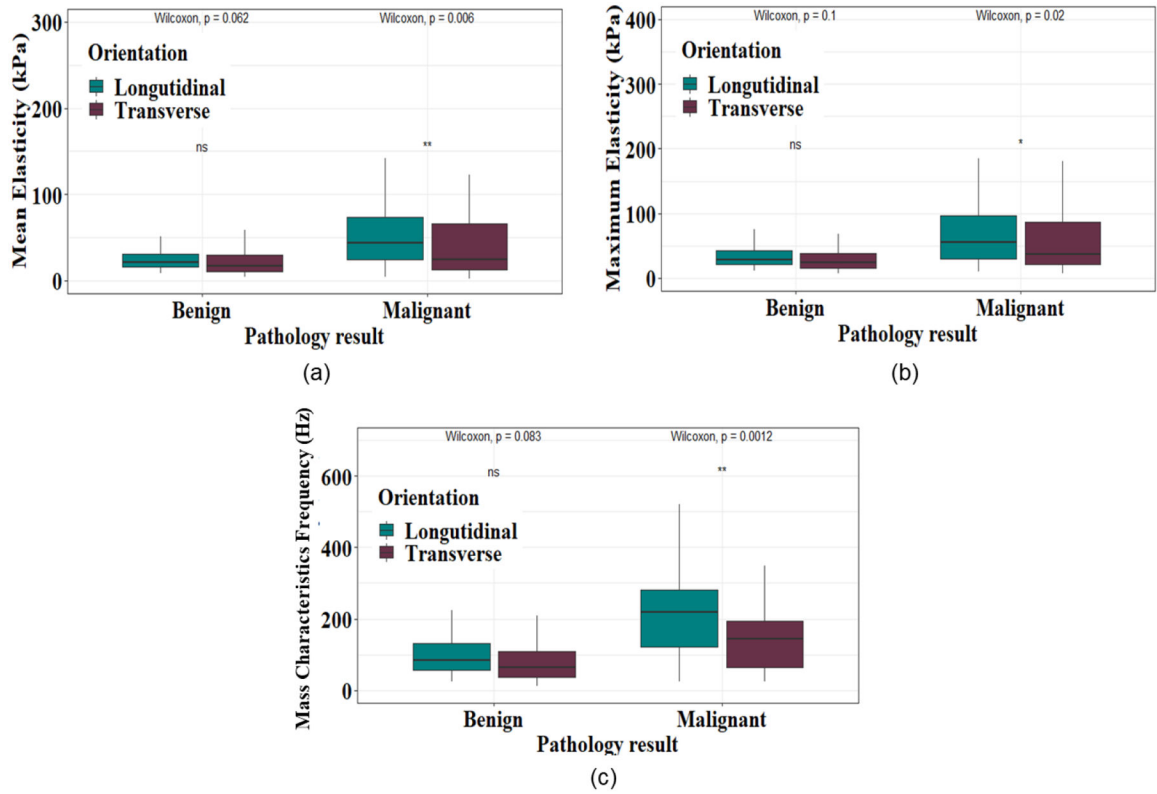 Wilcoxon, p = 0.062
Wilcoxon, p = 0.006
300
200
100
0
Mean Elasticity (kPa)
Orientation
Longutidinal
Transverse
ns
**
Benign
Malignant
Pathology result
(a)
Wilcoxon, p = 0.1
Wilcoxon, p = 0.02
400
300
200
100
0
Maximum Elasticity (kPa)
Orientation
Longutidinal
Transverse
ns
*
Benign
Malignant
Pathology result
(b)
Wilcoxon, p = 0.083
Wilcoxon, p = 0.0012
600
400
200
0
Mass Characteristics Frequency (Hz)
ns
**
Orientation
Longutidinal
Transverse
Benign
Malignant
Pathology result
(c)